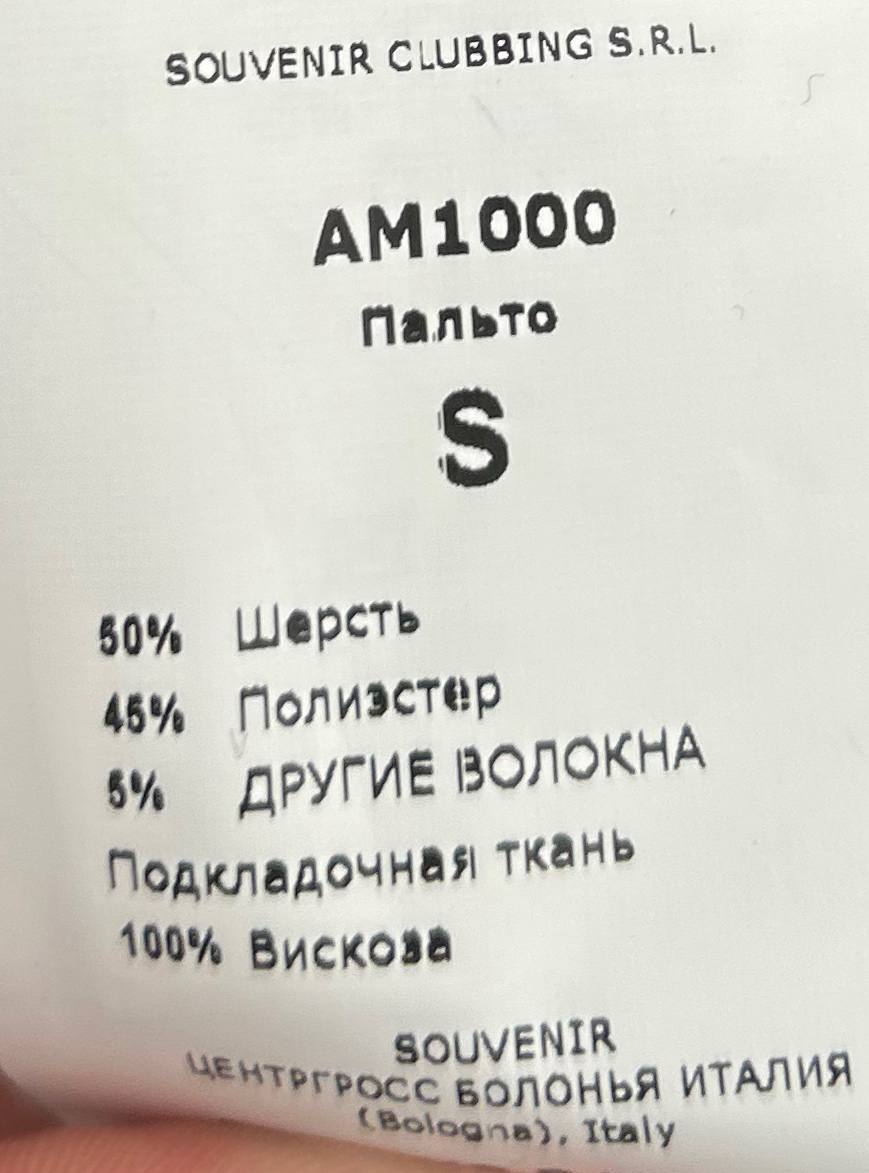 SOUVENIR CLUBBING S.R.L.
AM1000
Пальто
S
50% Шерсть
45% Полиэстер
5% ДРУГИЕ ВОЛОКНА
Подкладочная ткань
100% Вискоза
SOUVENIR
ЦЕНТРГРОСС БОЛОНЬЯ ИТАЛИЯ
(Bologna), Italy